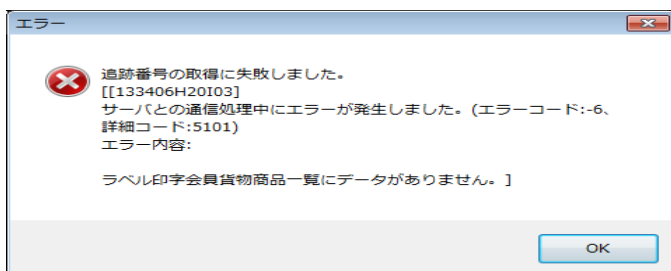 エラー
追跡番号の取得に失敗しました。
[[133406H20I03]
サーバとの通信処理中にエラーが発生しました。(エラーコード:-6、
詳細コード:5101)
エラー内容:
ラベル印字会員貨物商品一覧にデータがありません。]
OK